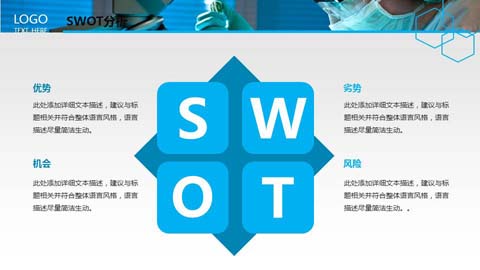 LOGO
TEXT HERE
SWOT分析
优势
此处添加详细文本描述，建议与标
题相关并符合整体语言风格，语言
描述尽量简洁生动。
劣势
此处添加详细文本描述，建议与标
题相关并符合整体语言风格，语言
描述尽量简洁生动。
S W
O T
机会
此处添加详细文本描述，建议与标
题相关并符合整体语言风格，语言
描述尽量简洁生动。
风险
此处添加详细文本描述，建议与标
题相关并符合整体语言风格，语言
描述尽量简洁生动。。